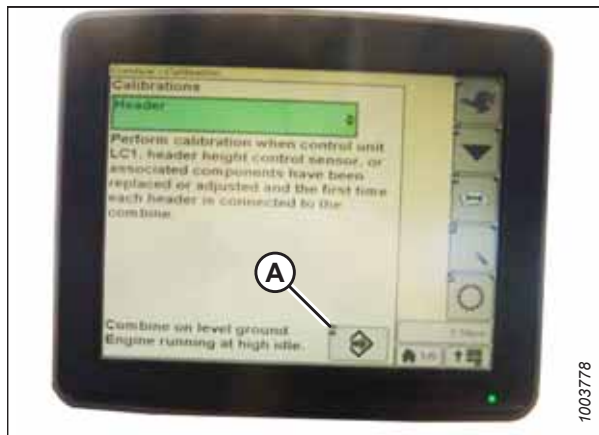 Calibrations
Header
Perform calibration when control unit
LC1, header height control sensor, or
associated components have been
replaced or adjusted and the first time
each header is connected to the
combine.
A
Combine on level ground.
Engine running at high idle.
1003778